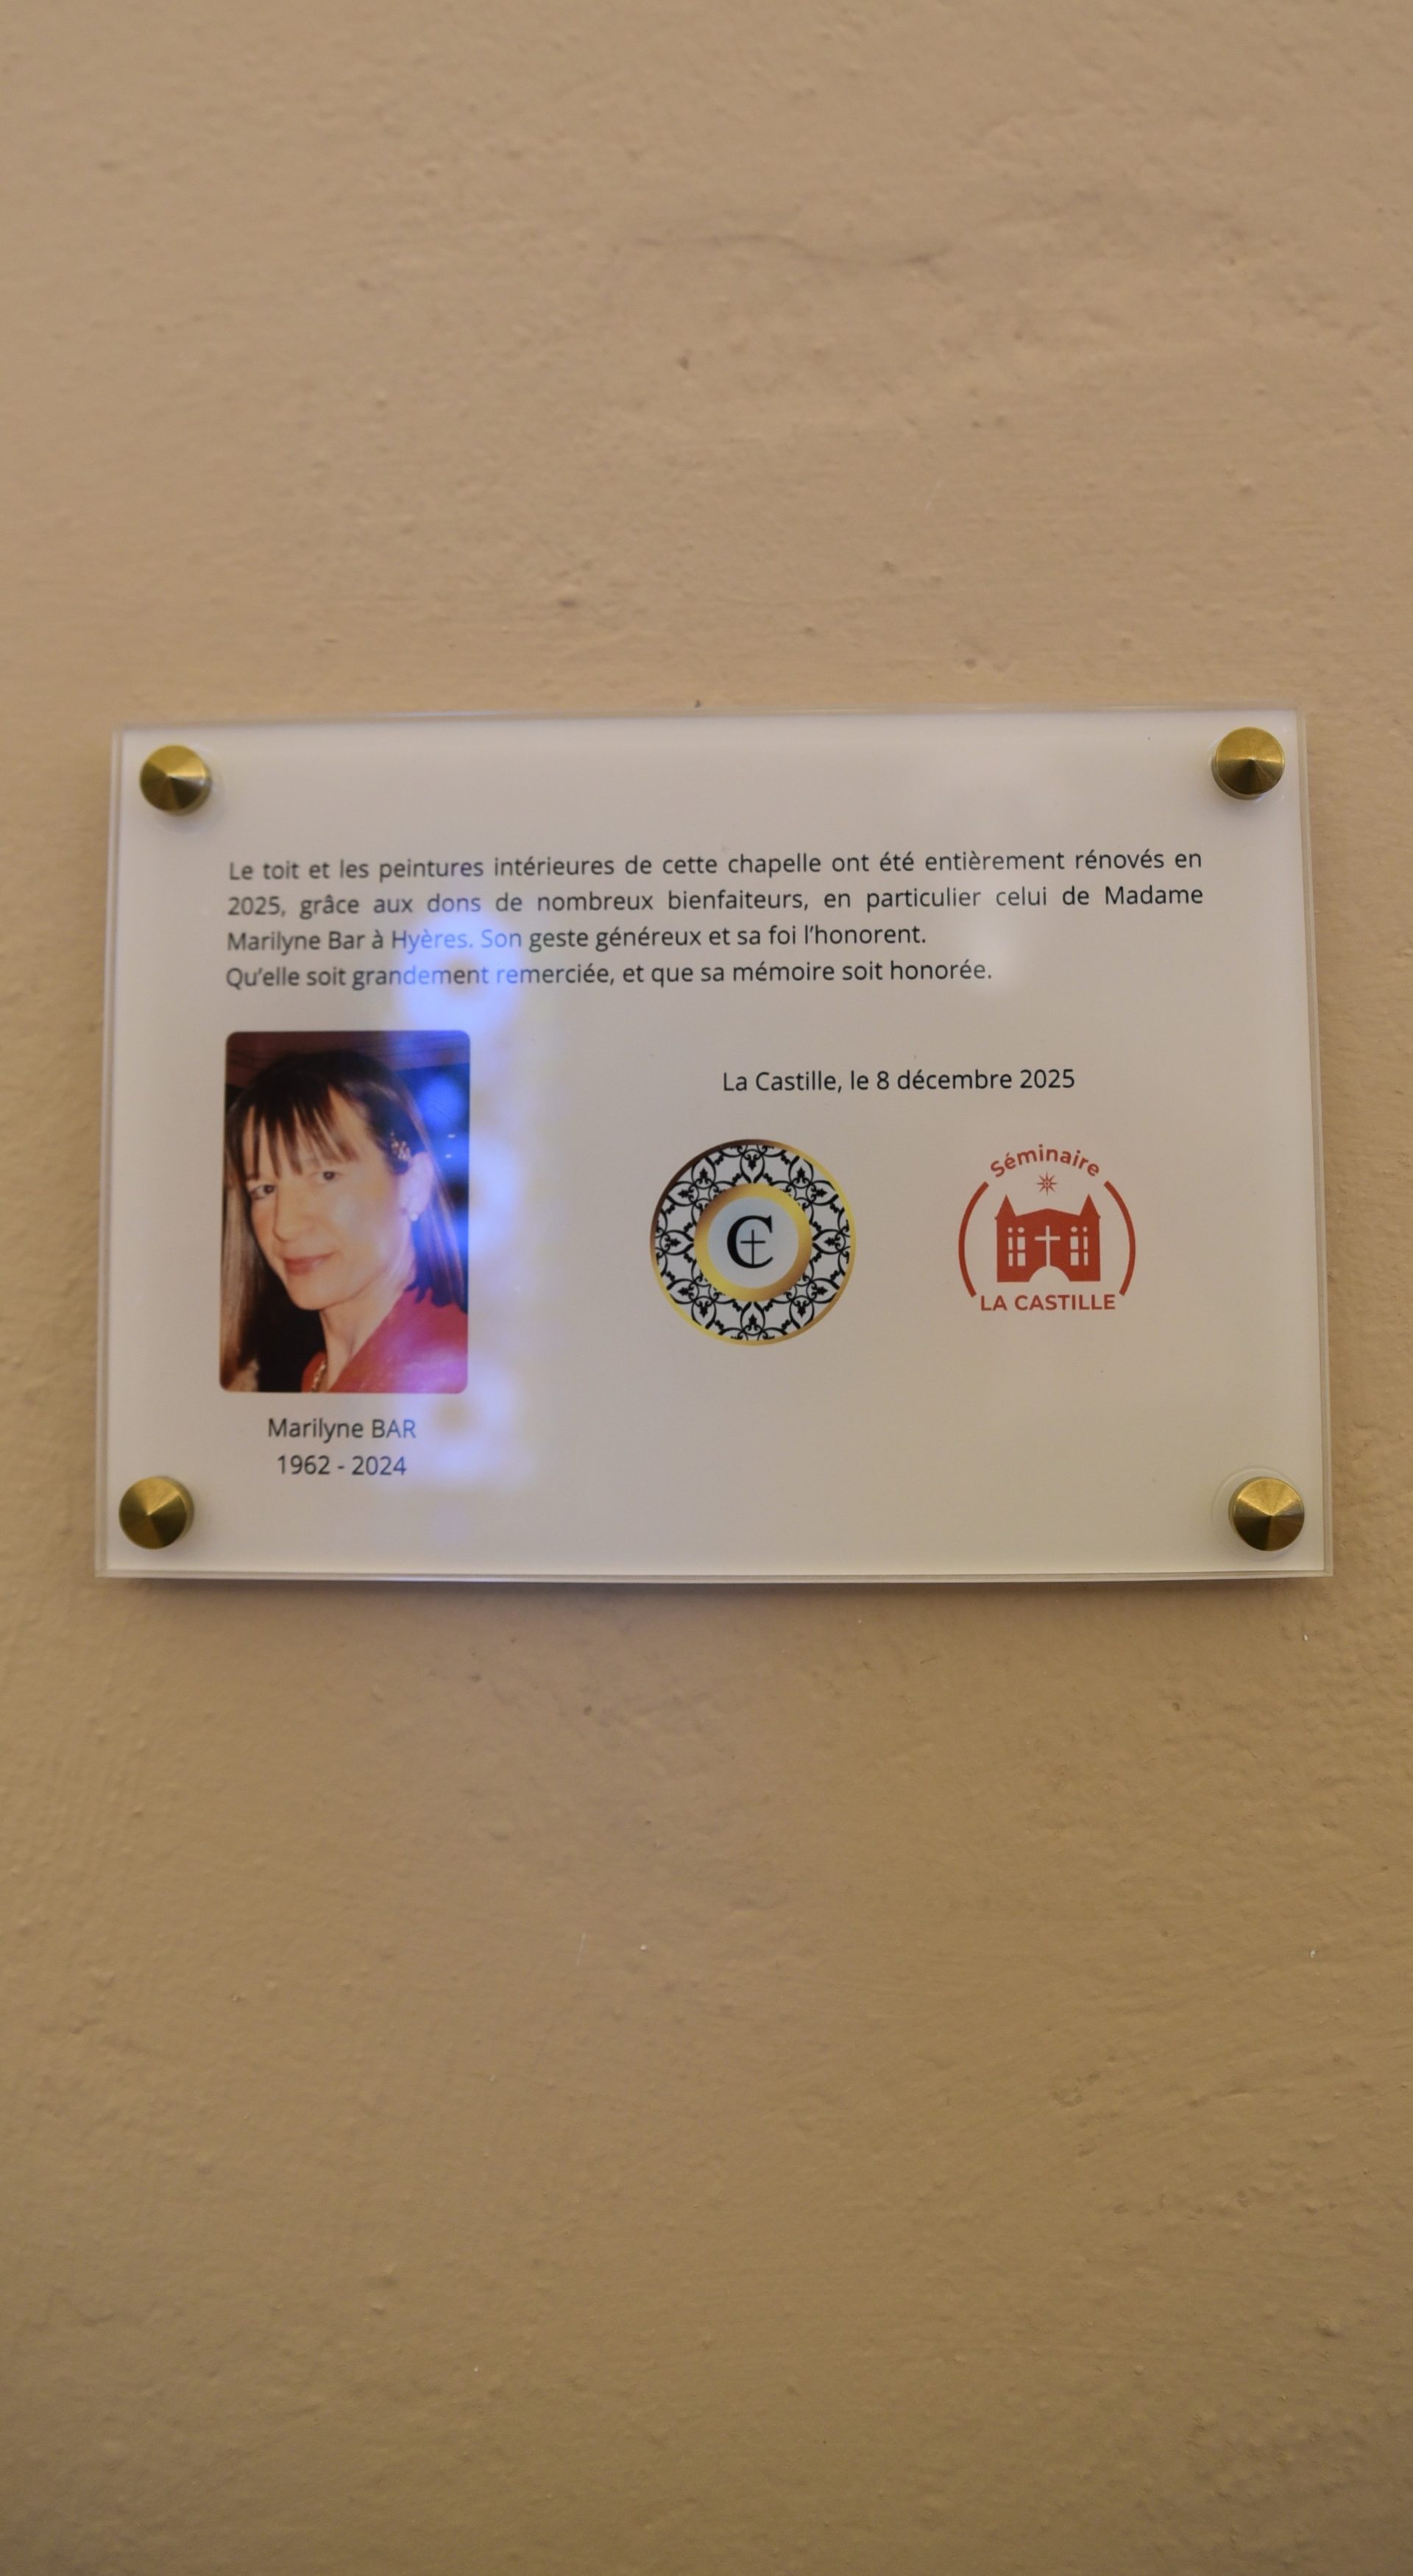 Le toit et les peintures intérieures de cette chapelle ont été entièrement rénovés en
2025, grâce aux dons de nombreux bienfaiteurs, en particulier celui de Madame
Marilyne Bar à Hyères. Son geste généreux et sa foi l’honorent.
Qu’elle soit grandement remerciée, et que sa mémoire soit honorée.
La Castille, le 8 décembre 2025
C
Séminaire
LA CASTILLE
Marilyne BAR
1962 - 2024